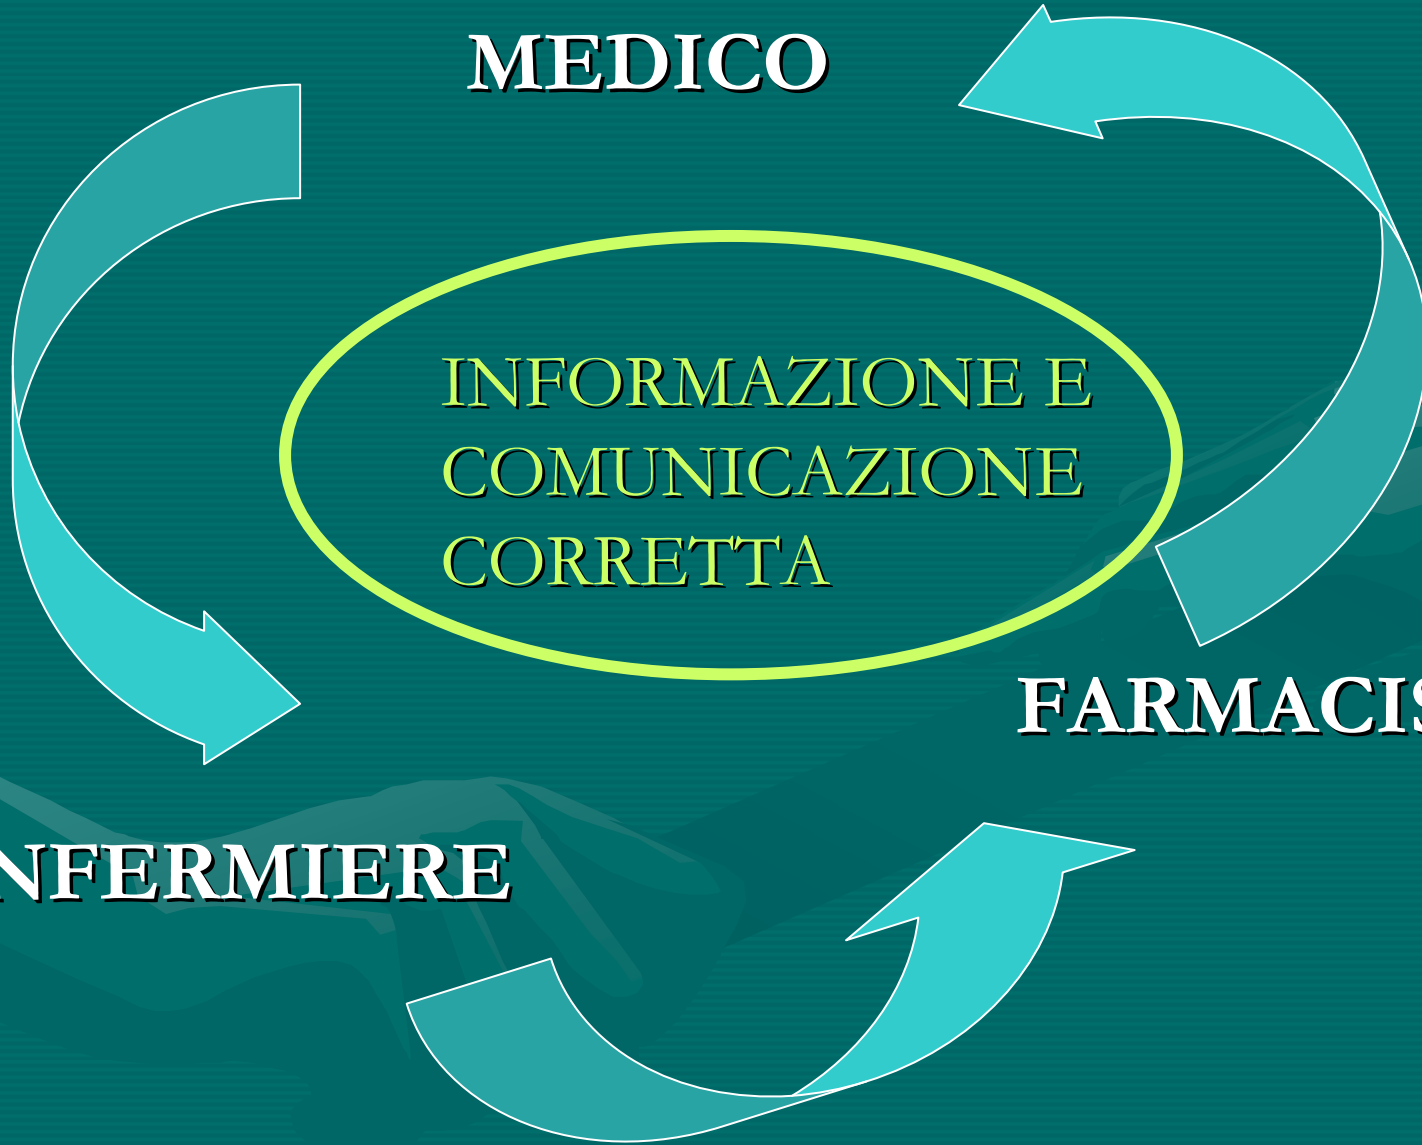 MEDICO
INFORMAZIONE E
COMUNICAZIONE
CORRETTA
FARMACIS
NFERMIERE